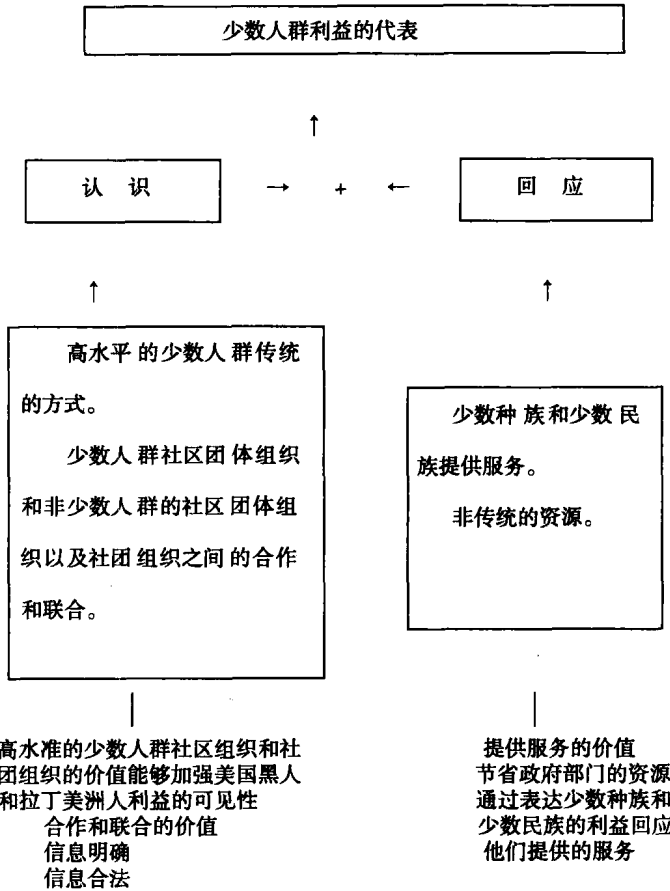 少数人群利益的代表
↑
认 识 → + ← 回 应
↑ ↑
高水平的少数人群传统
的方式。
少数人群社区团体组织
和非少数人群的社区团体组
织以及社团组织之间的合作
和联合。
少数种族和少数民
族提供服务。
非传统的资源。
高水准的少数人群社区组织和社
团组织的价值能够加强美国黑人
和拉丁美洲人利益的可见性
合作和联合的价值
信息明确
信息合法
提供服务的价值
节省政府部门的资源
通过表达少数种族和
少数民族的利益回应
他们提供的服务